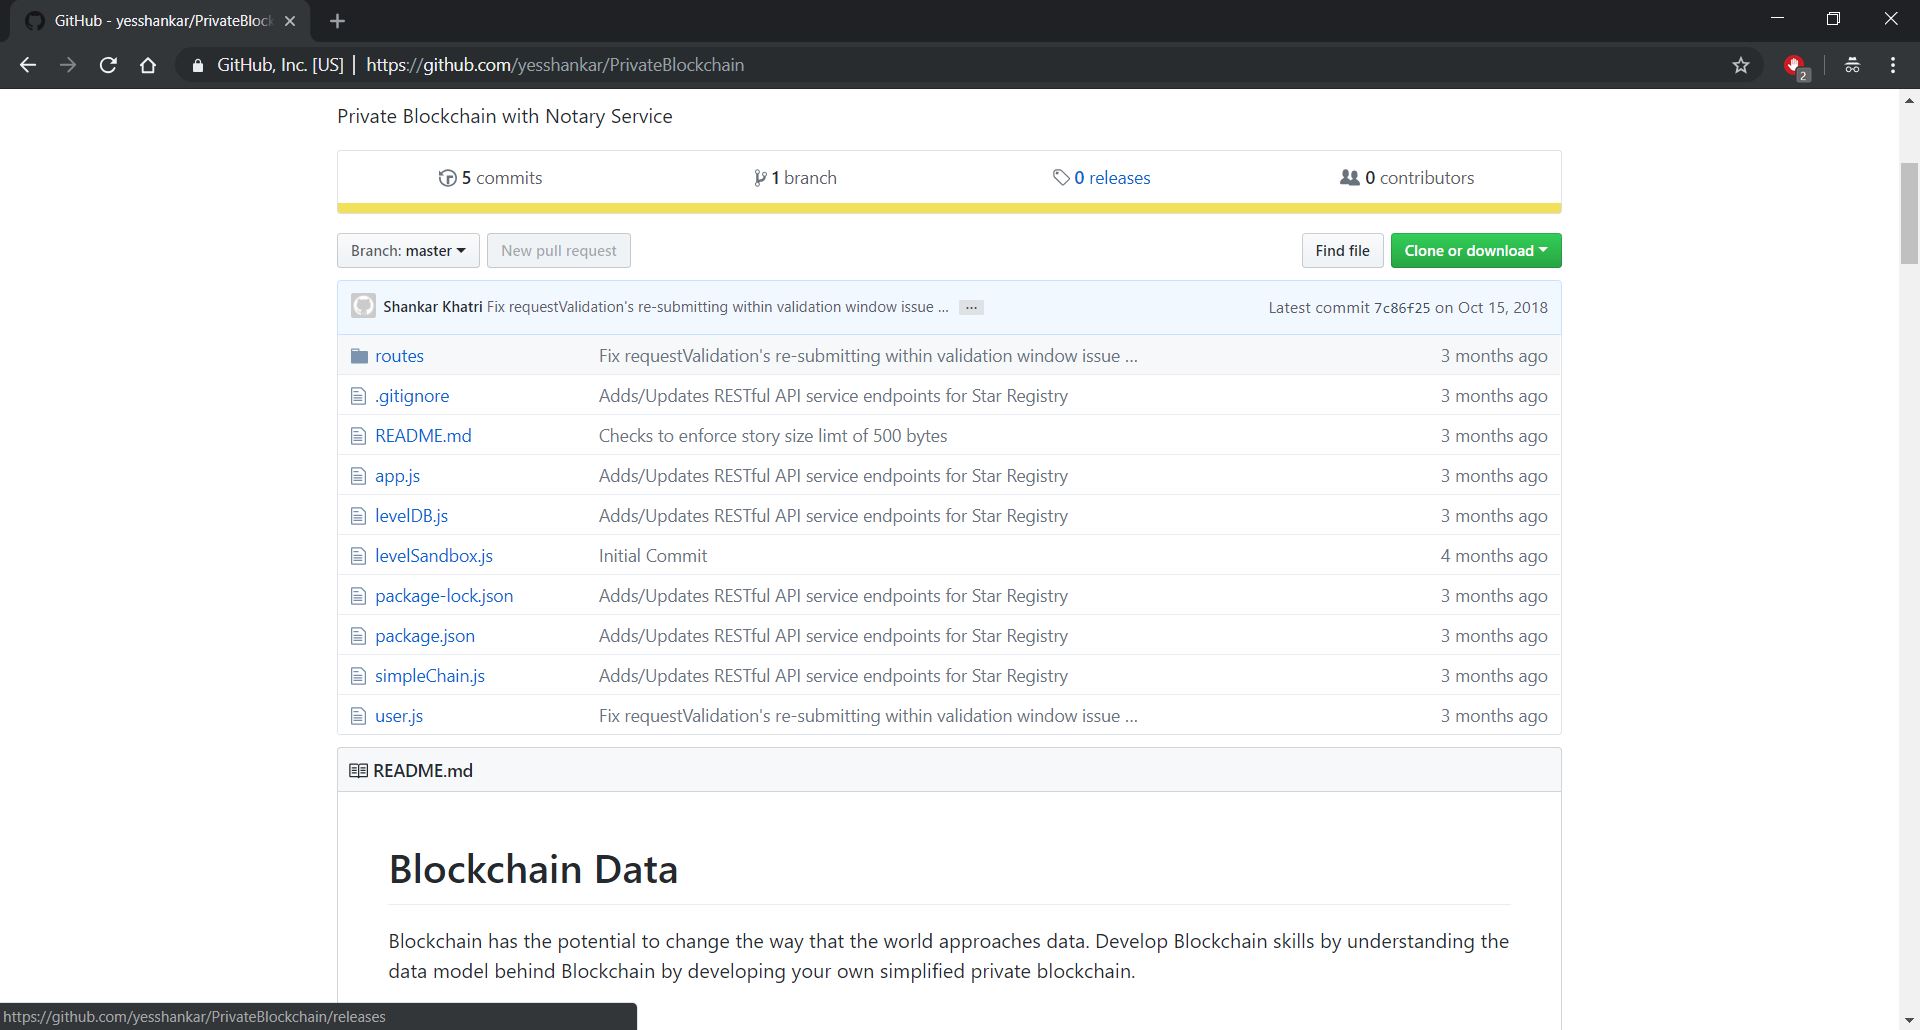 GitHub - yesshankar/PrivateBlock
GitHub, Inc. [US] | https://github.com/yesshankar/PrivateBlockchain
2
Private Blockchain with Notary Service
5 commits 1 branch 0 releases 0 contributors
Branch: master New pull request Find file Clone or download
Shankar Khatri Fix requestValidation's re-submitting within validation window issue ... ... Latest commit 7c86f25 on Oct 15, 2018
routes Fix requestValidation's re-submitting within validation window issue ... 3 months ago
.gitignore Adds/Updates RESTful API service endpoints for Star Registry 3 months ago
README.md Checks to enforce story size limt of 500 bytes 3 months ago
app.js Adds/Updates RESTful API service endpoints for Star Registry 3 months ago
levelDB.js Adds/Updates RESTful API service endpoints for Star Registry 3 months ago
levelSandbox.js Initial Commit 4 months ago
package-lock.json Adds/Updates RESTful API service endpoints for Star Registry 3 months ago
package.json Adds/Updates RESTful API service endpoints for Star Registry 3 months ago
simpleChain.js Adds/Updates RESTful API service endpoints for Star Registry 3 months ago
user.js Fix requestValidation's re-submitting within validation window issue ... 3 months ago
README.md
Blockchain Data
Blockchain has the potential to change the way that the world approaches data. Develop Blockchain skills by understanding the
data model behind Blockchain by developing your own simplified private blockchain.
https://github.com/yesshankar/PrivateBlockchain/releases